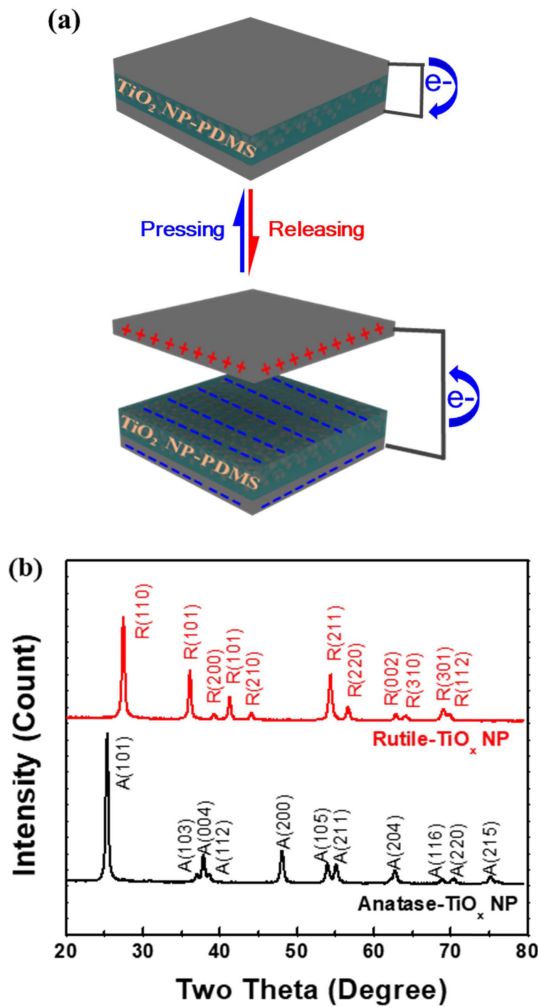 (a)
e-
TiO₂ NP-PDMS
Pressing
Releasing
+ + + + + + + + + + + + + + + + + + + +
e-
TiO₂ NP-PDMS
(b)
Intensity (Count)
R(110)
R(101)
R(200)
R(101)
R(210)
R(211)
R(220)
R(002)
R(310)
R(301)
R(112)
Rutile-TiOₓ NP
A(101)
A(103)
A(004)
A(112)
A(200)
A(105)
A(211)
A(204)
A(116)
A(220)
A(215)
Anatase-TiOₓ NP
20 30 40 50 60 70 80
Two Theta (Degree)